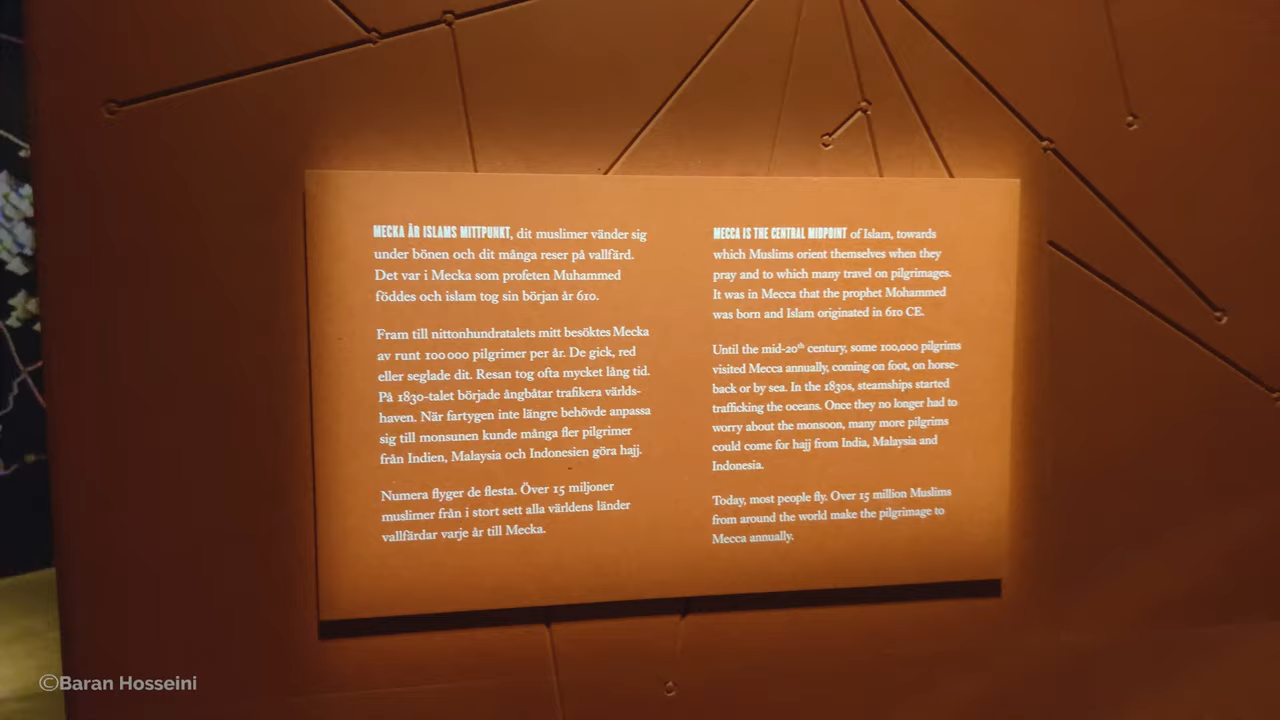 MECKA ÄR ISLAMS MITTPUNKT, dit muslimer vänder sig
under bönen och dit många reser på vallfärd.
Det var i Mecka som profeten Muhammed
föddes och islam tog sin början år 610.
Fram till nittonhundratalets mitt besöktes Mecka
av runt 100 000 pilgrimer per år. De gick, red
eller seglade dit. Resan tog ofta mycket lång tid.
På 1830-talet började ångbåtar trafikera världs-
haven. När fartygen inte längre behövde anpassa
sig till monsunen kunde många fler pilgrimer
från Indien, Malaysia och Indonesien göra hajj.
Numera flyger de flesta. Över 15 miljoner
muslimer från i stort sett alla världens länder
vallfärdar varje år till Mecka.
MECCA IS THE CENTRAL MIDPOINT of Islam, towards
which Muslims orient themselves when they
pray and to which many travel on pilgrimages.
It was in Mecca that the prophet Mohammed
was born and Islam originated in 610 CE.
Until the mid-20th century, some 100,000 pilgrims
visited Mecca annually, coming on foot, on horse-
back or by sea. In the 1830s, steamships started
trafficking the oceans. Once they no longer had to
worry about the monsoon, many more pilgrims
could come for hajj from India, Malaysia and
Indonesia.
Today, most people fly. Over 15 million Muslims
from around the world make the pilgrimage to
Mecca annually.
©Baran Hosseini